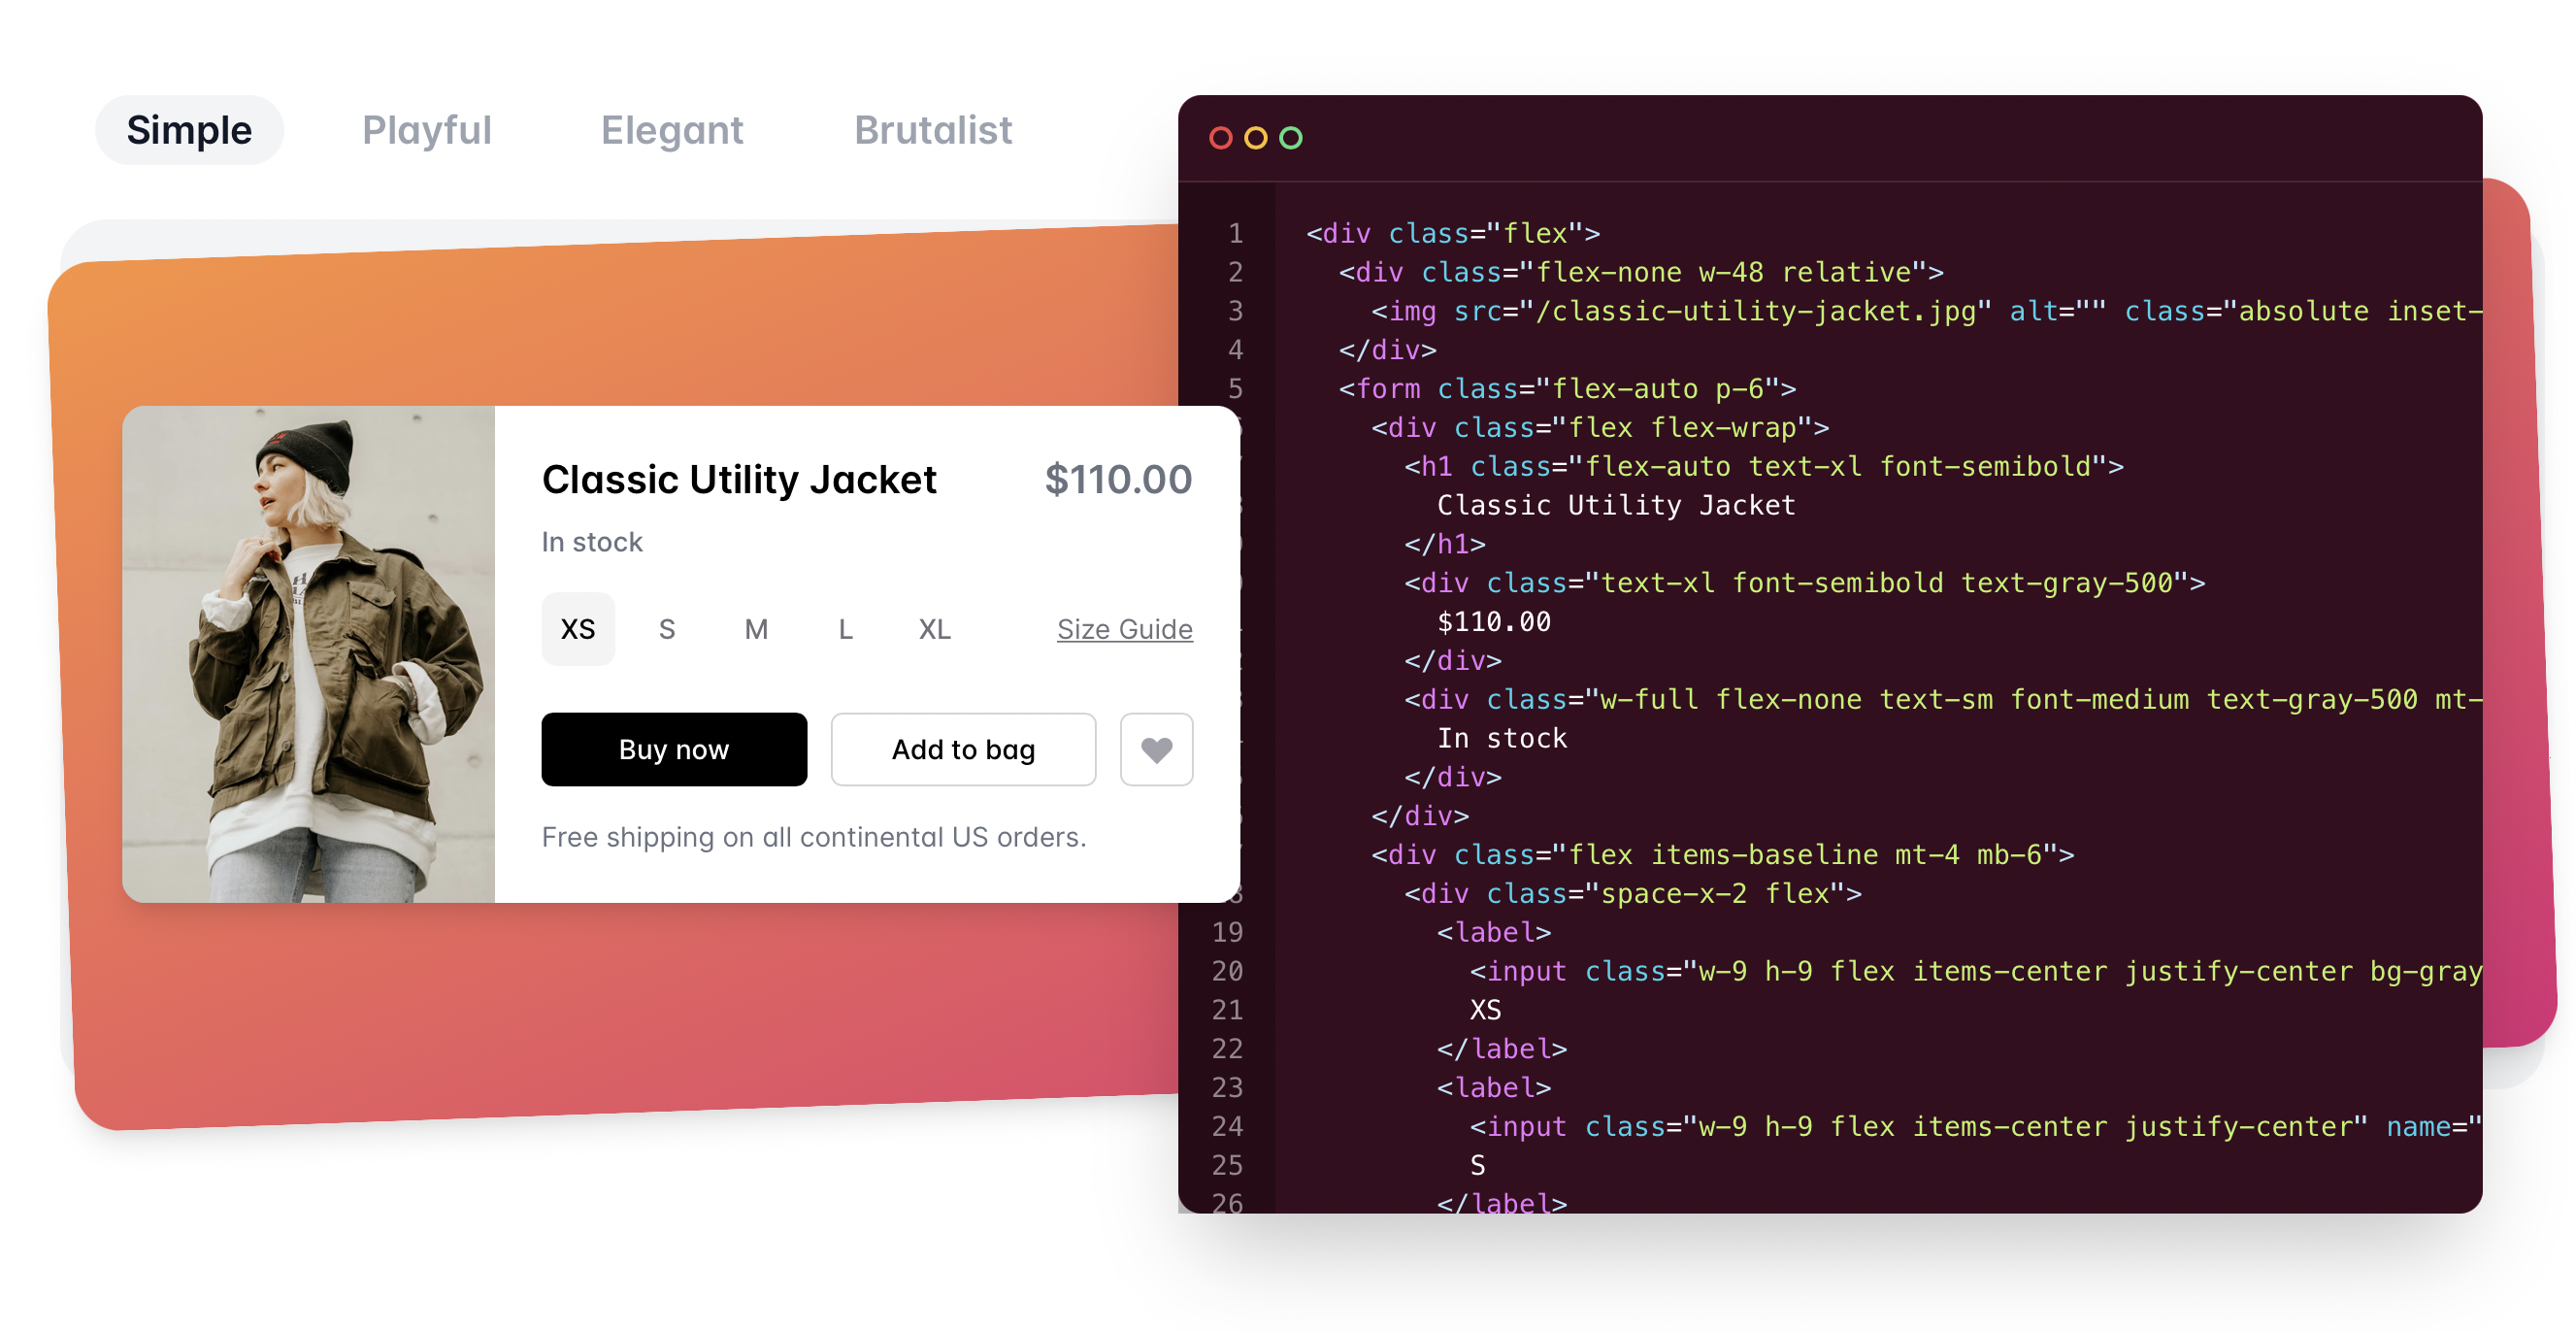 Simple Playful Elegant Brutalist
Classic Utility Jacket $110.00
In stock
XS S M L XL Size Guide
Buy now Add to bag
Free shipping on all continental US orders.
1 <div class="flex">
2 <div class="flex-none w-48 relative">
3 <img src="/classic-utility-jacket.jpg" alt="" class="absolute inset-
4 </div>
5 <form class="flex-auto p-6">
<div class="flex flex-wrap">
<h1 class="flex-auto text-xl font-semibold">
Classic Utility Jacket
</h1>
<div class="text-xl font-semibold text-gray-500">
$110.00
</div>
<div class="w-full flex-none text-sm font-medium text-gray-500 mt-
In stock
</div>
</div>
<div class="flex items-baseline mt-4 mb-6">
<div class="space-x-2 flex">
19 <label>
20 <input class="w-9 h-9 flex items-center justify-center bg-gray
21 XS
22 </label>
23 <label>
24 <input class="w-9 h-9 flex items-center justify-center" name="
25 S
26 </label>